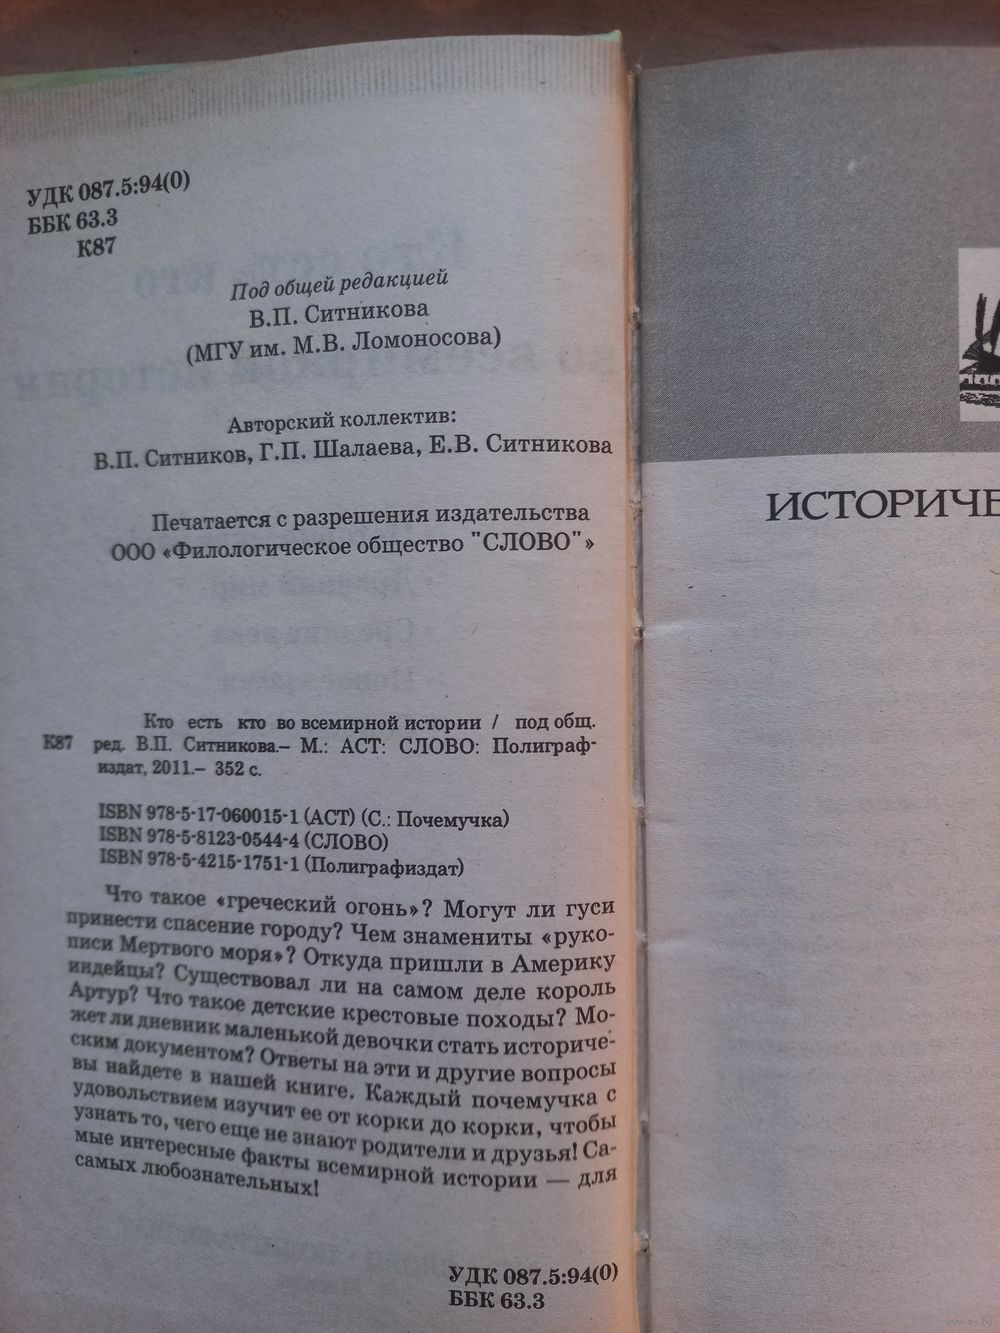 УДК 087.5:94(0)
ББК 63.3
К87
Под общей редакцией
В.П. Ситникова
(МГУ им. М.В. Ломоносова)
Авторский коллектив:
В.П. Ситников, Г.П. Шалаева, Е.В. Ситникова
Печатается с разрешения издательства
ООО «Филологическое общество "СЛОВО"»
Кто есть кто во всемирной истории / под общ.
К87 ред. В.П. Ситникова.– М.: АСТ: СЛОВО: Полиграф-
издат, 2011.– 352 с.
ISBN 978-5-17-060015-1 (АСТ) (С.: Почемучка)
ISBN 978-5-8123-0544-4 (СЛОВО)
ISBN 978-5-4215-1751-1 (Полиграфиздат)
Что такое «греческий огонь»? Могут ли гуси
принести спасение городу? Чем знамениты «руко-
писи Мертвого моря»? Откуда пришли в Америку
индейцы? Существовал ли на самом деле король
Артур? Что такое детские крестовые походы? Мо-
жет ли дневник маленькой девочки стать историче-
ским документом? Ответы на эти и другие вопросы
вы найдете в нашей книге. Каждый почемучка с
удовольствием изучит ее от корки до корки, чтобы
узнать то, чего еще не знают родители и друзья! Са-
мые интересные факты всемирной истории — для
самых любознательных!
УДК 087.5:94(0)
ББК 63.3
ИСТОРИЧЕ
www.ay.by